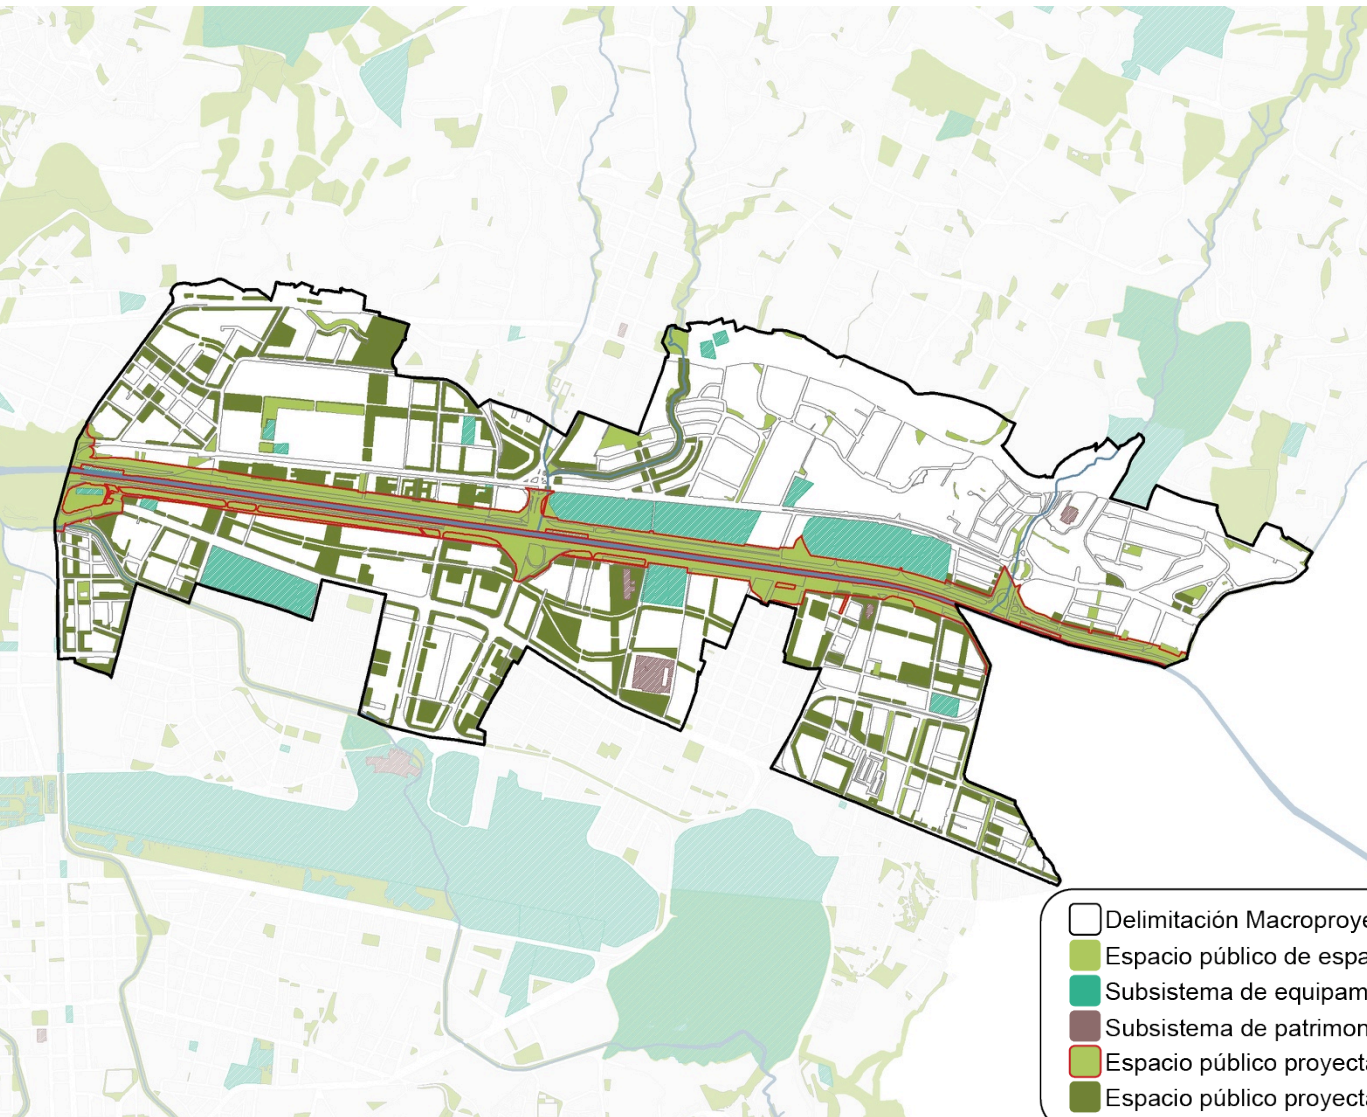 Delimitación Macroproye
Espacio público de espa
Subsistema de equipam
Subsistema de patrimon
Espacio público proyecta
Espacio público proyecta